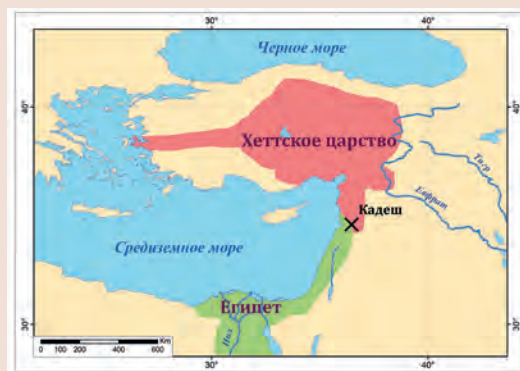 30°
40°
Черное море
40°
40°
Хеттское царство
Тигр
Евфрат
Кадеш
Средиземное море
Египет
Нил
30°
30°
0 100 200 400 600 Km
30°
40°